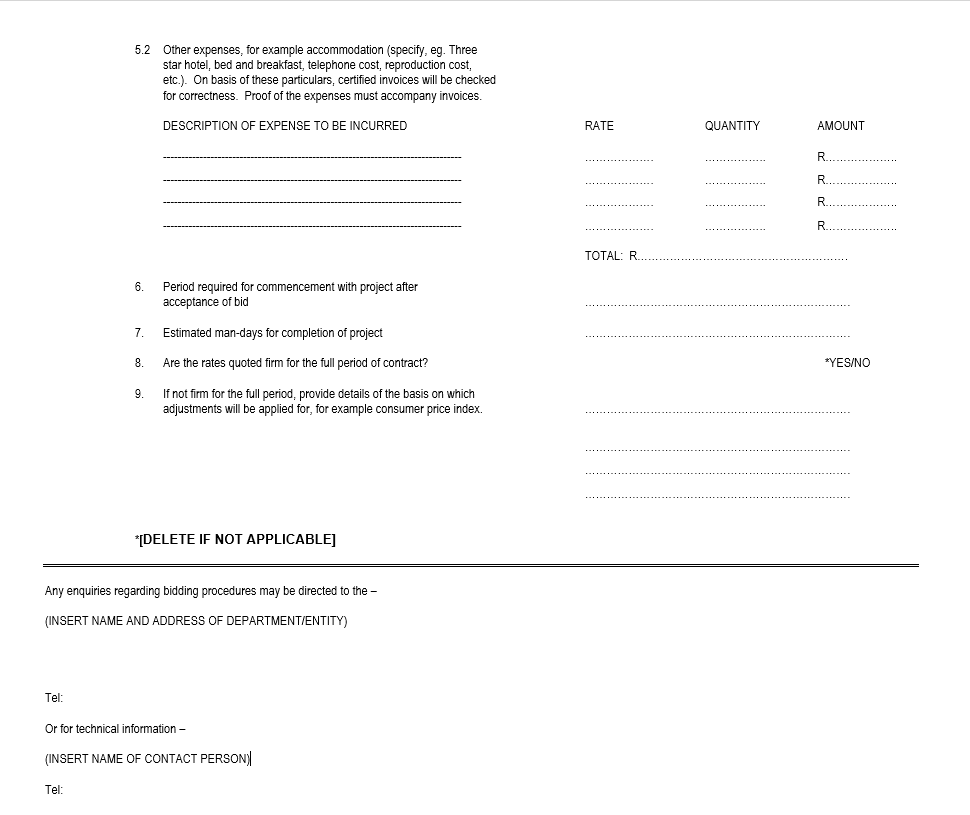 5.2 Other expenses, for example accommodation (specify, eg. Three
star hotel, bed and breakfast, telephone cost, reproduction cost,
etc.).  On basis of these particulars, certified invoices will be checked
for correctness.  Proof of the expenses must accompany invoices.
DESCRIPTION OF EXPENSE TO BE INCURRED RATE QUANTITY AMOUNT
---------------------------------------------------------------------------------- ………………. …………….. R………………..
---------------------------------------------------------------------------------- ………………. …………….. R………………..
---------------------------------------------------------------------------------- ………………. …………….. R………………..
---------------------------------------------------------------------------------- ………………. …………….. R………………..
TOTAL:  R………………………………………………….
6. Period required for commencement with project after
acceptance of bid ……………………………………………………………….
7. Estimated man-days for completion of project ……………………………………………………………….
8. Are the rates quoted firm for the full period of contract? *YES/NO
9. If not firm for the full period, provide details of the basis on which
adjustments will be applied for, for example consumer price index. ……………………………………………………………….
……………………………………………………………….
……………………………………………………………….
……………………………………………………………….
*[DELETE IF NOT APPLICABLE]
Any enquiries regarding bidding procedures may be directed to the –
(INSERT NAME AND ADDRESS OF DEPARTMENT/ENTITY)
Tel:
Or for technical information –
(INSERT NAME OF CONTACT PERSON)
Tel: